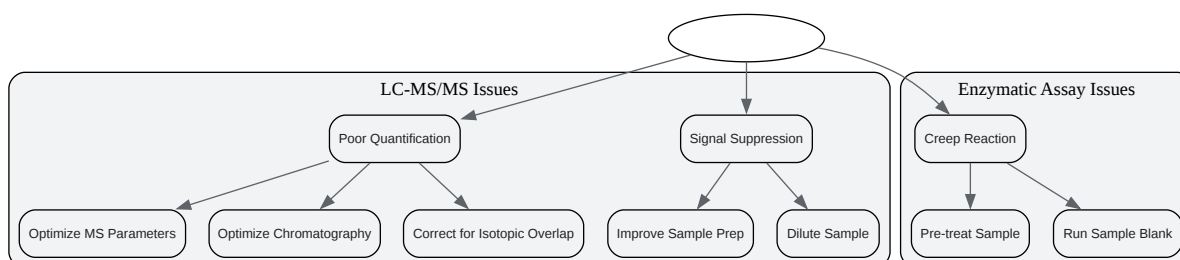 LC-MS/MS Issues
Enzymatic Assay Issues
Poor Quantification
Signal Suppression
Creep Reaction
Optimize MS Parameters
Optimize Chromatography
Correct for Isotopic Overlap
Improve Sample Prep
Dilute Sample
Pre-treat Sample
Run Sample Blank